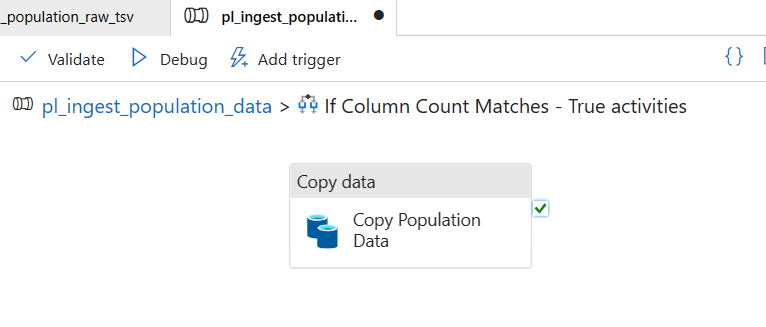 _population_raw_tsv
pl_ingest_populati...
Validate
Debug
Add trigger
{}
pl_ingest_population_data > If Column Count Matches - True activities
Copy data
Copy Population
Data